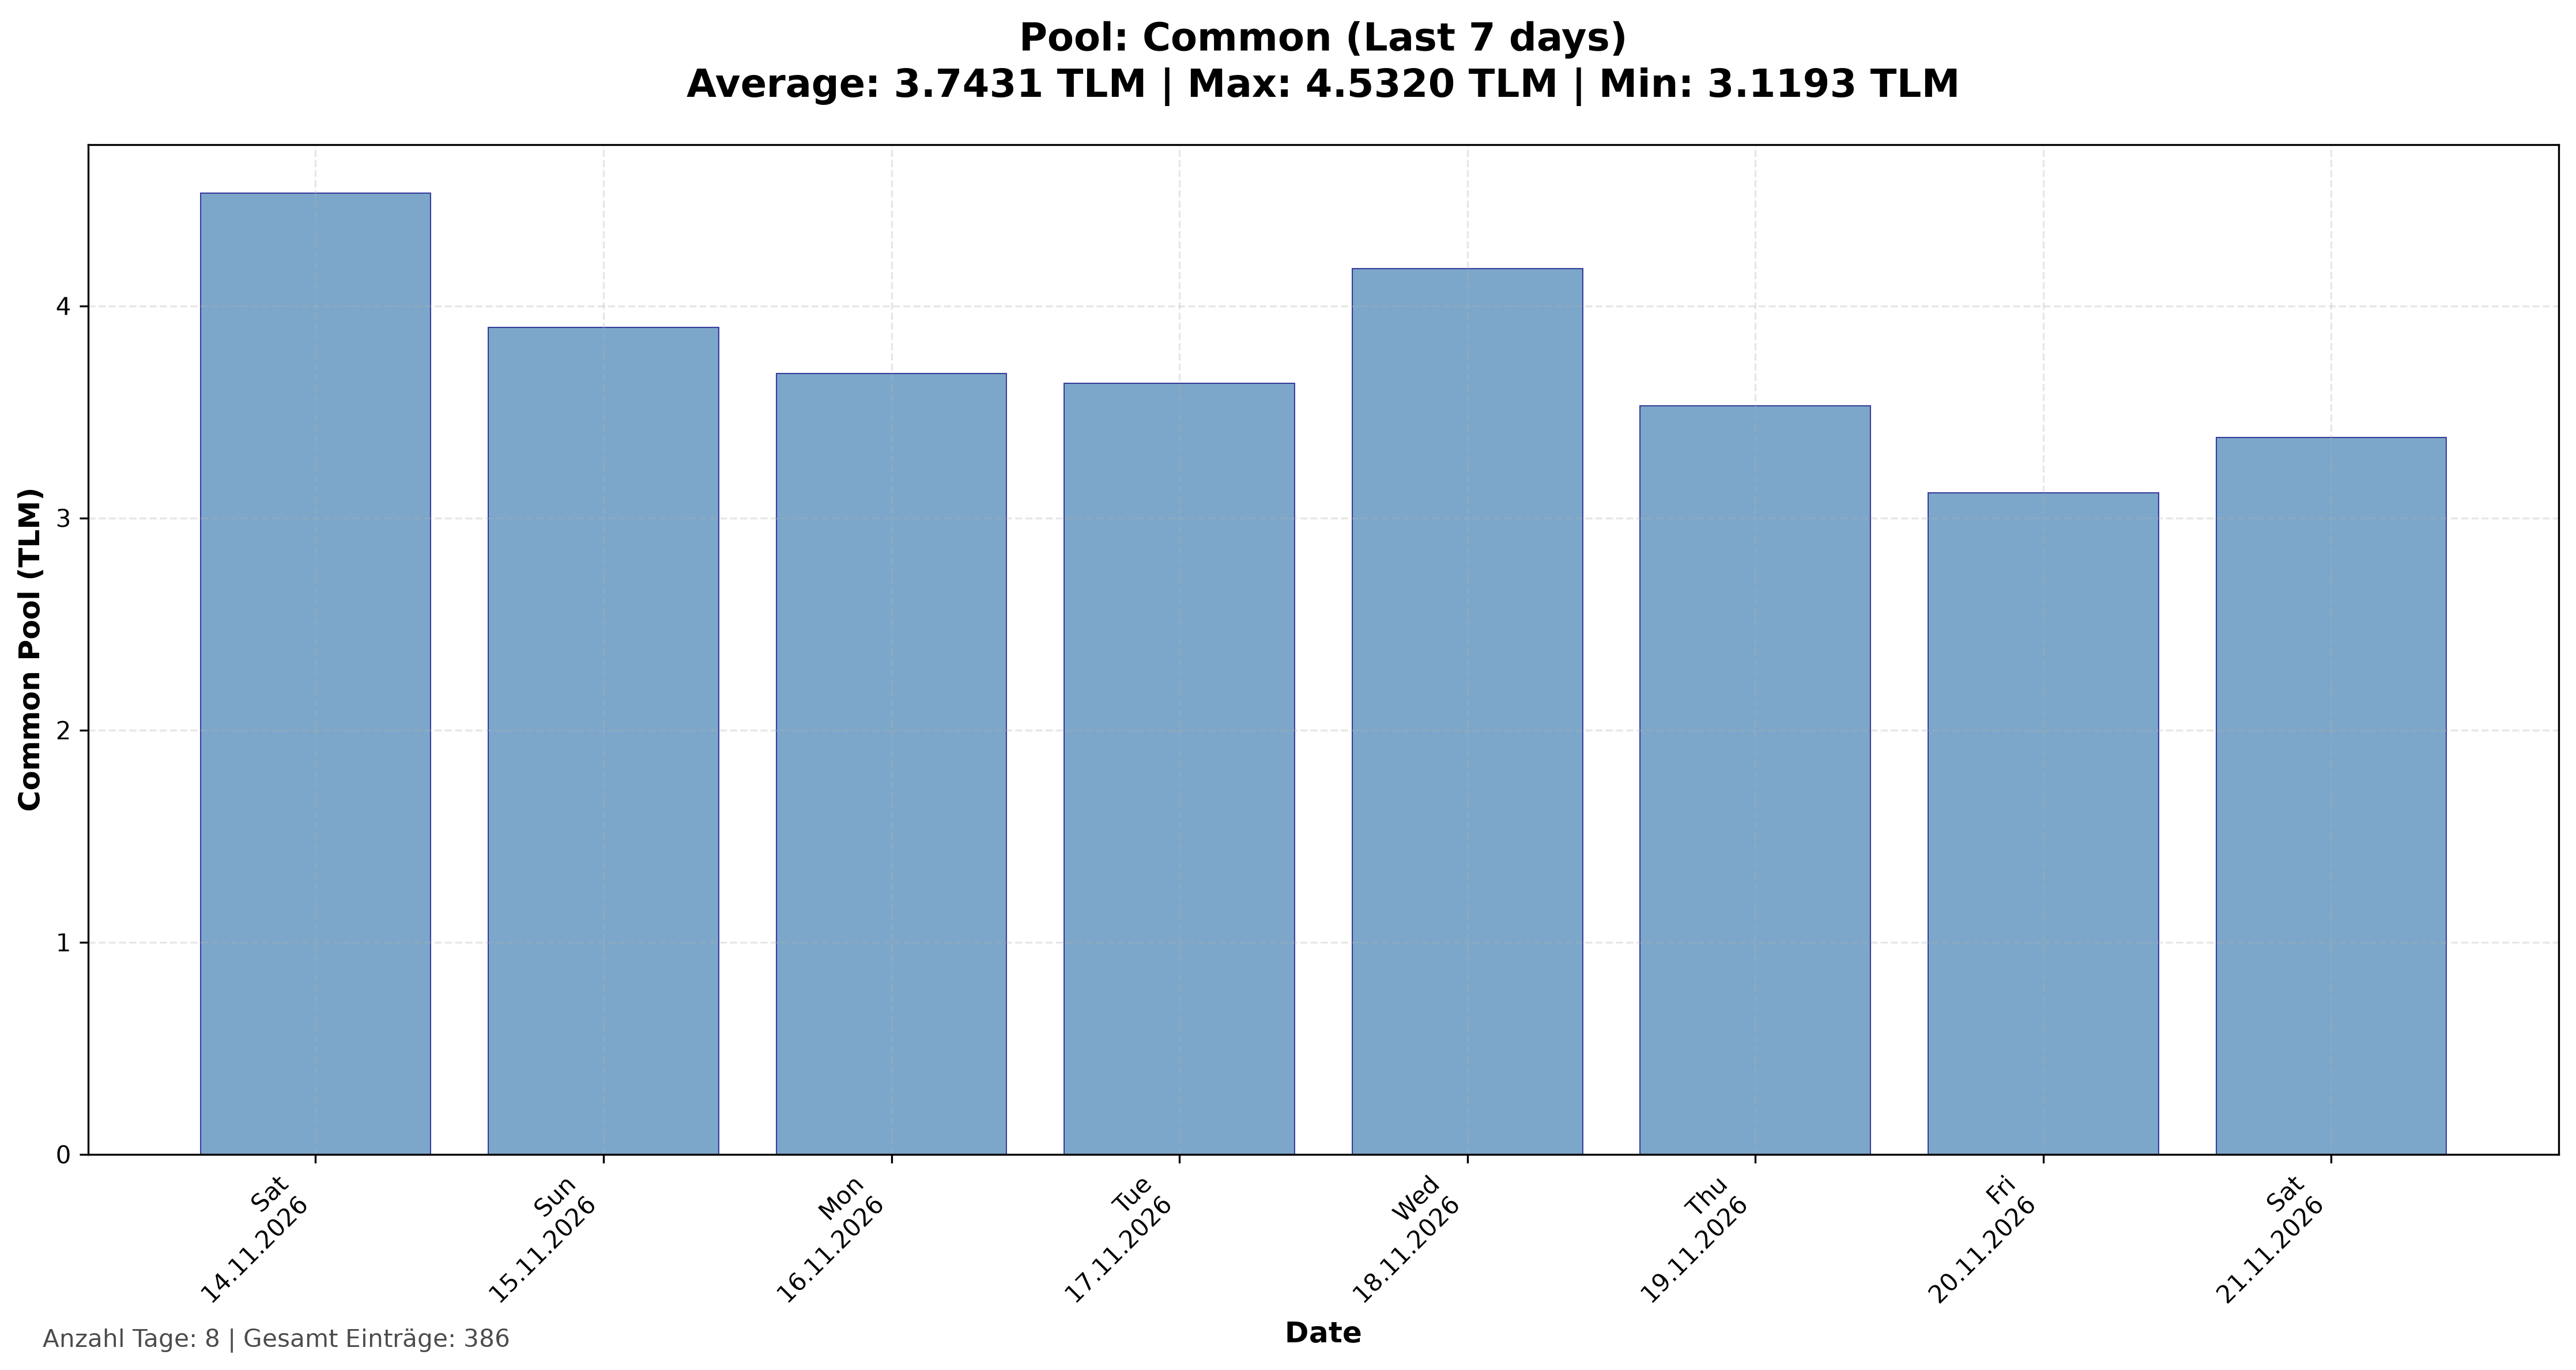 Pool: Common (Last 7 days)
Average: 3.7431 TLM | Max: 4.5320 TLM | Min: 3.1193 TLM
Common Pool (TLM)
4
3
2
1
0
Sat
14.11.2026
Sun
15.11.2026
Mon
16.11.2026
Tue
17.11.2026
Wed
18.11.2026
Thu
19.11.2026
Fri
20.11.2026
Sat
21.11.2026
Date
Anzahl Tage: 8 | Gesamt Einträge: 386